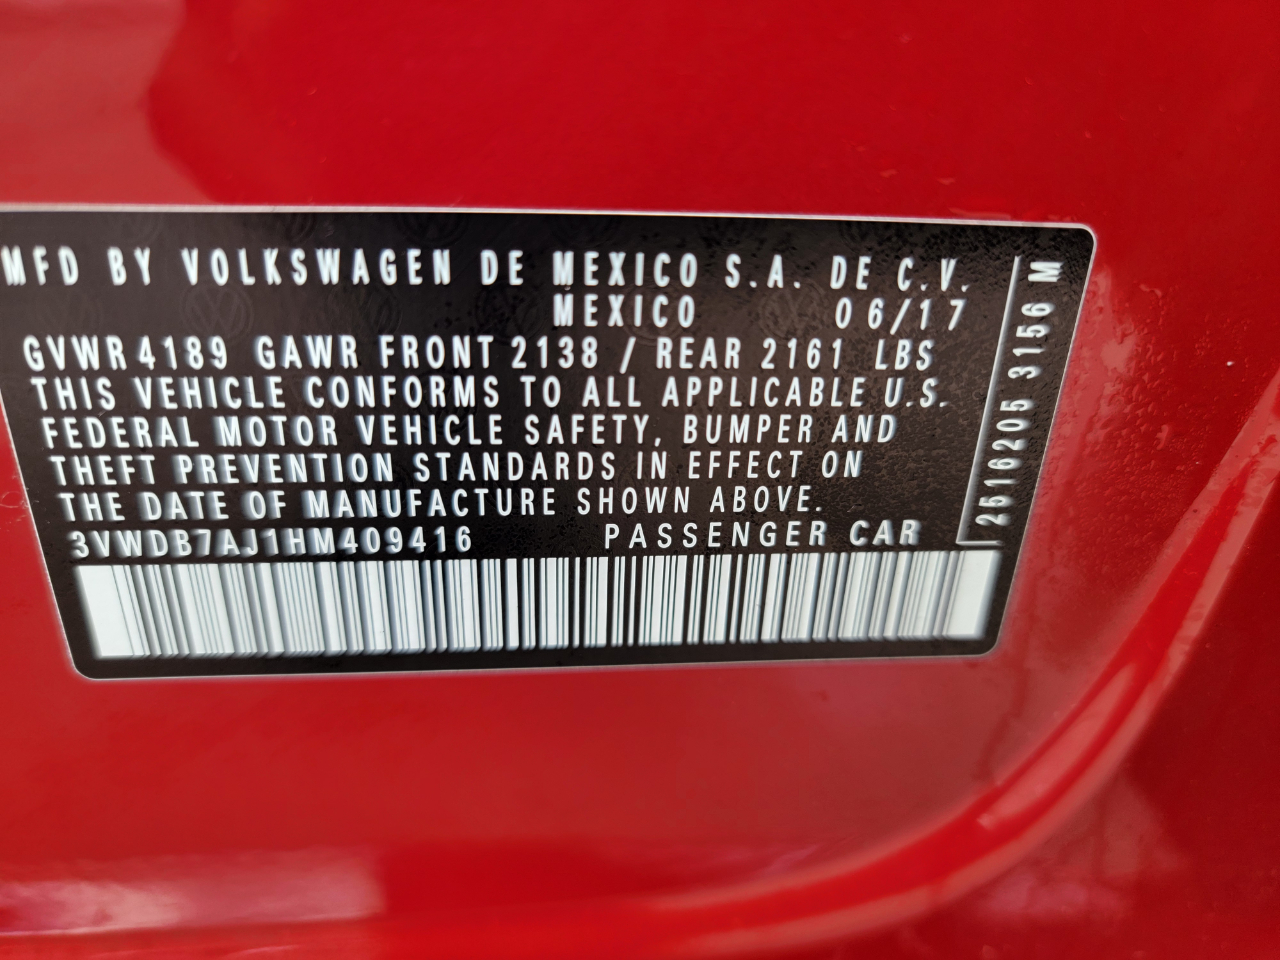 MFD BY VOLKSWAGEN DE MEXICO S.A. DE C.V.
MEXICO 06/17
GVWR 4189 GAWR FRONT 2138 / REAR 2161 LBS
THIS VEHICLE CONFORMS TO ALL APPLICABLE U.S.
FEDERAL MOTOR VEHICLE SAFETY, BUMPER AND
THEFT PREVENTION STANDARDS IN EFFECT ON
THE DATE OF MANUFACTURE SHOWN ABOVE.
3VWDB7AJ1HM409416 PASSENGER CAR
2516205 3156 M